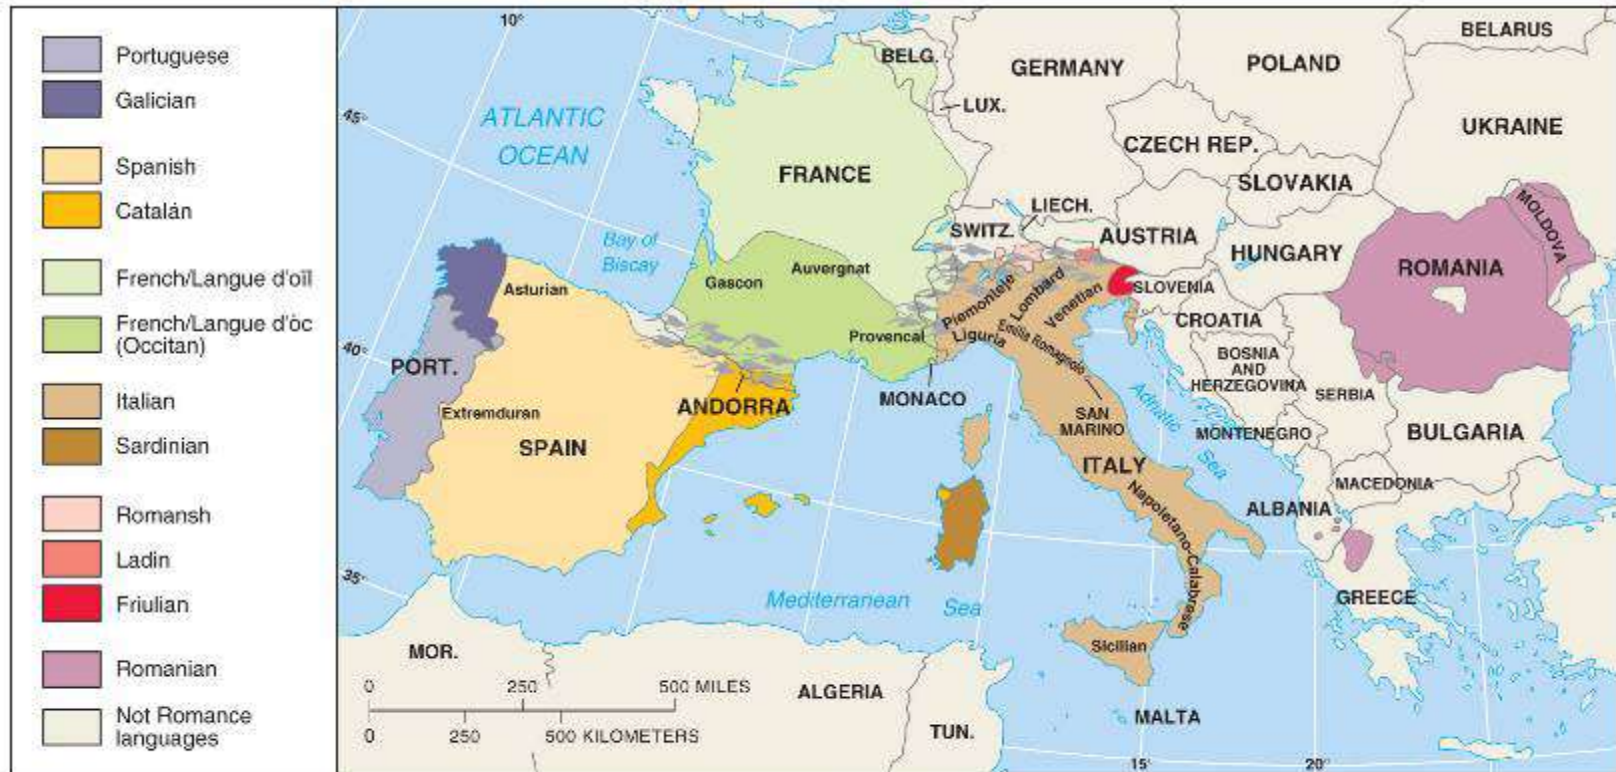 Portuguese
Galician
Spanish
Catalán
French/Langue d'oïl
French/Langue d'òc
(Occitan)
Italian
Sardinian
Romansh
Ladin
Friulian
Romanian
Not Romance
languages
10°
45°
40°
35°
15°
20°
ATLANTIC
OCEAN
Bay of
Biscay
BELG.
LUX.
GERMANY
POLAND
BELARUS
UKRAINE
CZECH REP.
SLOVAKIA
FRANCE
LIECH.
SWITZ.
AUSTRIA
HUNGARY
MOLDOVA
ROMANIA
SLOVENIA
CROATIA
BOSNIA
AND
HERZEGOVINA
SERBIA
MONTENEGRO
BULGARIA
MACEDONIA
ALBANIA
GREECE
Asturian
Gascon
Auvergnat
Provencal
Piemonteje
Lombard
Venetian
Liguria
Emilia Romagnolo
MONACO
SAN
MARINO
Adriatic
Sea
ITALY
Napoletano-Calabrese
Sicilian
PORT.
Extremduran
SPAIN
ANDORRA
Mediterranean Sea
MOR.
ALGERIA
TUN.
MALTA
0 250 500 MILES
0 250 500 KILOMETERS